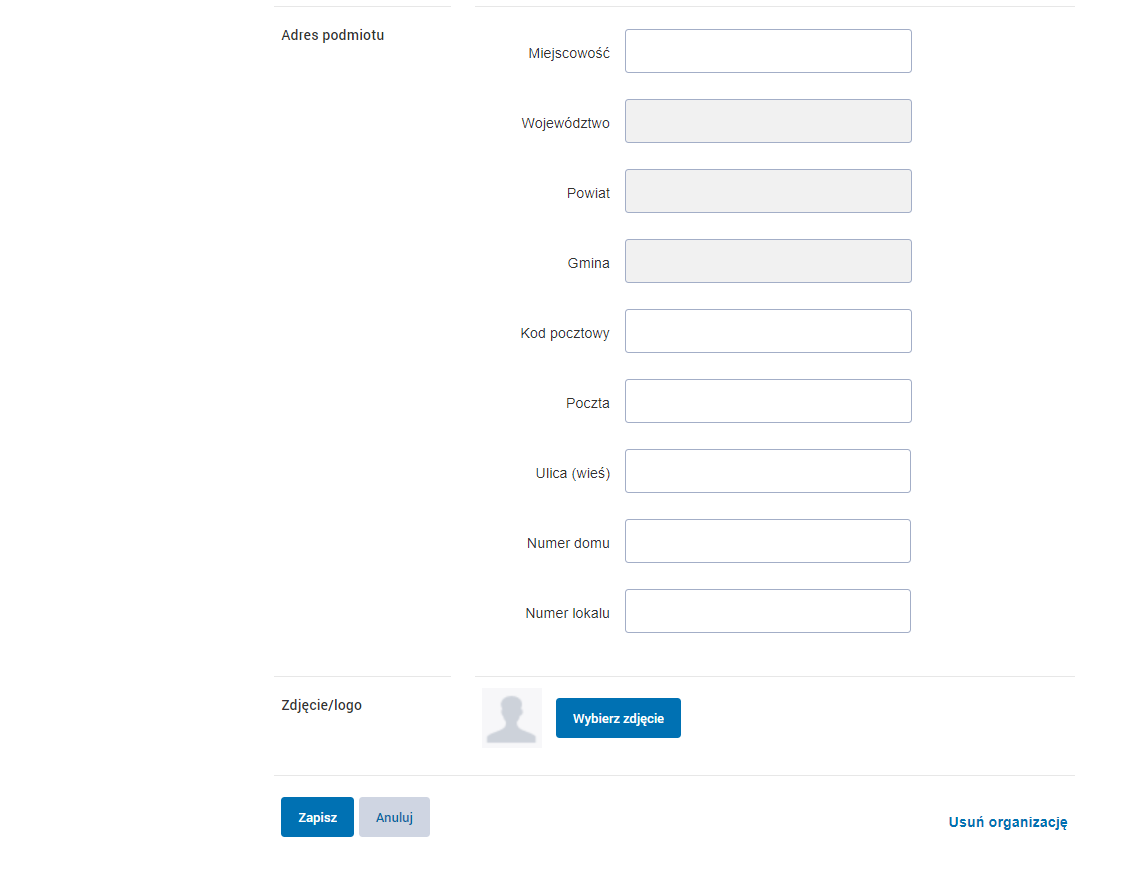 Adres podmiotu
Miejscowość
Województwo
Powiat
Gmina
Kod pocztowy
Poczta
Ulica (wieś)
Numer domu
Numer lokalu
Zdjęcie/logo
Wybierz zdjęcie
Zapisz
Anuluj
Usuń organizację